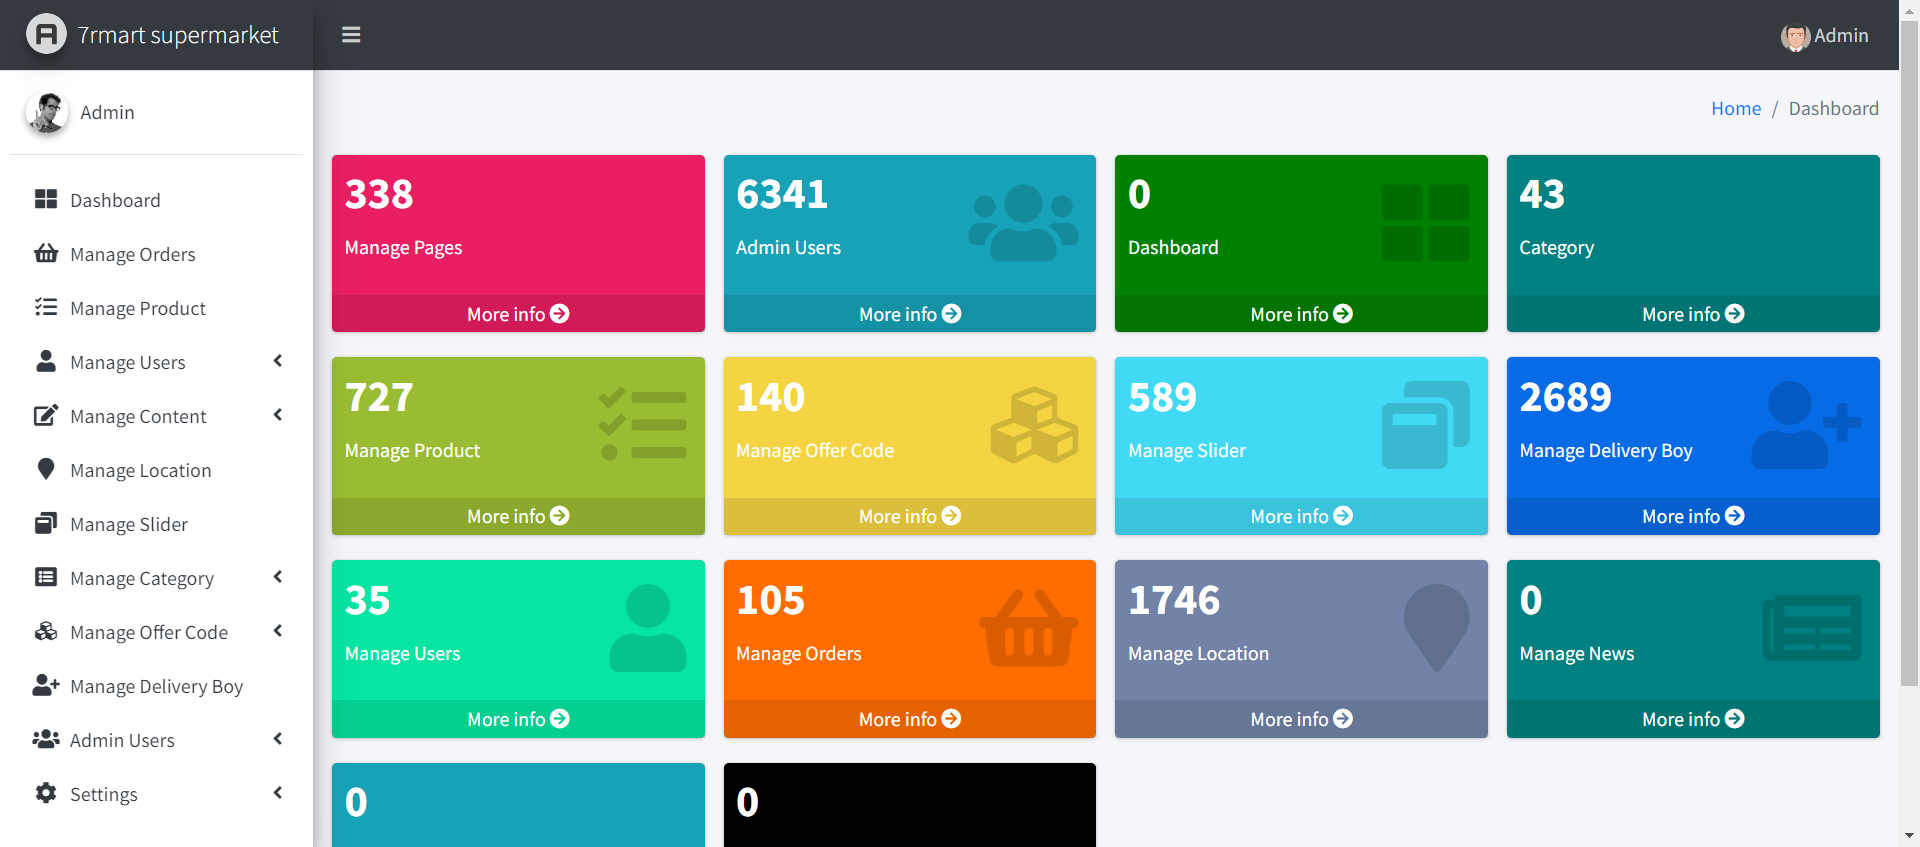 7rmart supermarket
Admin
Admin
Home / Dashboard
Dashboard
Manage Orders
Manage Product
Manage Users
Manage Content
Manage Location
Manage Slider
Manage Category
Manage Offer Code
Manage Delivery Boy
Admin Users
Settings
338
Manage Pages
More info
6341
Admin Users
More info
0
Dashboard
More info
43
Category
More info
727
Manage Product
More info
140
Manage Offer Code
More info
589
Manage Slider
More info
2689
Manage Delivery Boy
More info
35
Manage Users
More info
105
Manage Orders
More info
1746
Manage Location
More info
0
Manage News
More info
0
0